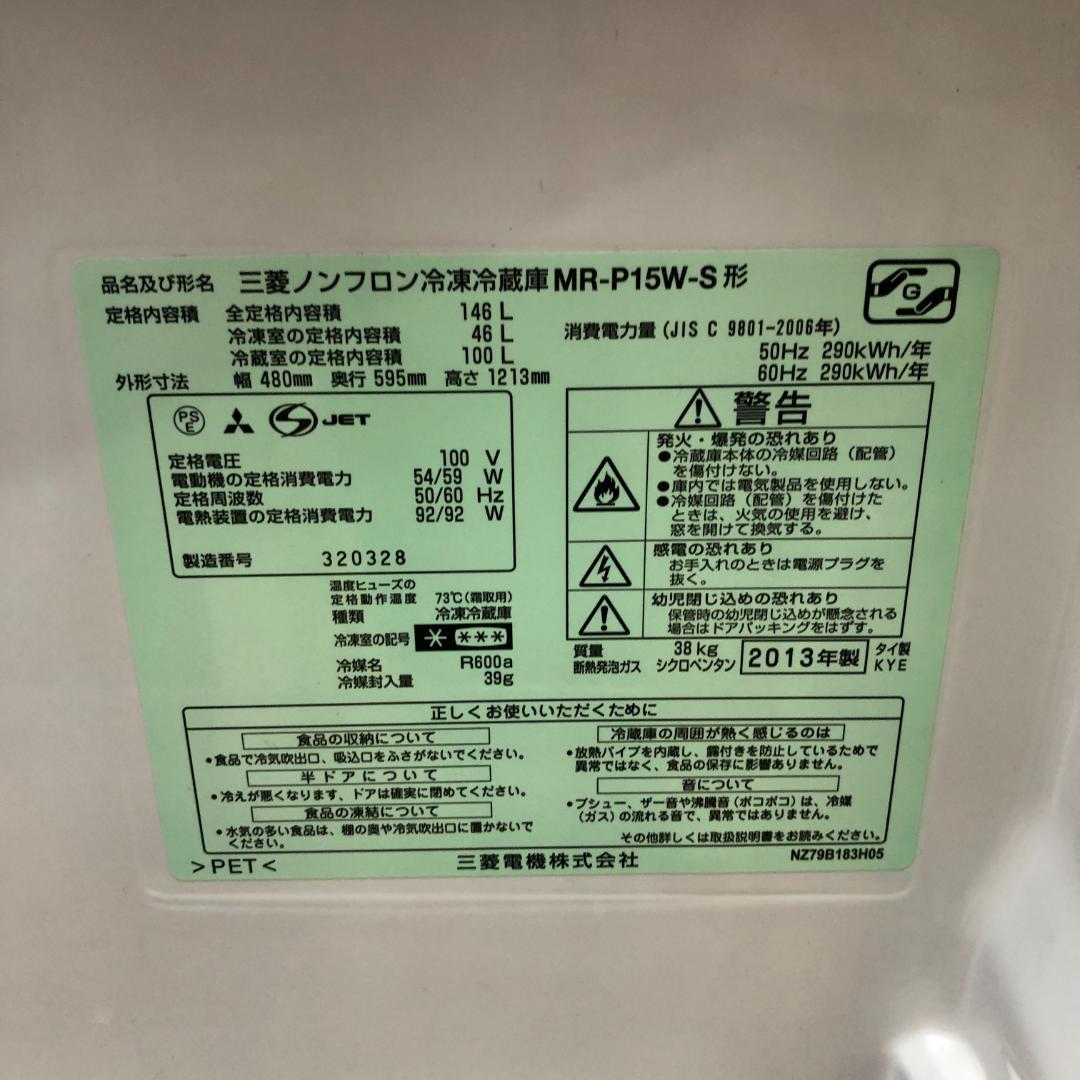 品名及び形名 三菱ノンフロン冷凍冷蔵庫 MR-P15W-S 形
定格内容積 全定格内容積 146 L
冷凍室の定格内容積 46 L
冷蔵室の定格内容積 100 L
外形寸法 幅 480mm 奥行 595mm 高さ 1213mm
G
消費電力量 (JIS C 9801-2006年)
50Hz 290kWh/年
60Hz 290kWh/年
PS E JET
定格電圧 100 V
電動機の定格消費電力 54/59 W
定格周波数 50/60 Hz
電熱装置の定格消費電力 92/92 W
製造番号 320328
温度ヒューズの
定格動作温度 73℃(霜取用)
種類 冷凍冷蔵庫
冷凍室の記号
冷媒名 R600a
冷媒封入量 39g
警告
発火・爆発の恐れあり
●冷蔵庫本体の冷媒回路 (配管)
を傷付けない。
●庫内では電気製品を使用しない。
●冷媒回路 (配管) を傷付けた
ときは、火気の使用を避け、
窓を開けて換気する。
感電の恐れあり
お手入れのときは電源プラグを
抜く。
幼児閉じ込めの恐れあり
保管時の幼児閉じ込めが懸念される
場合はドアパッキングをはずす。
質量 38 kg
断熱発泡ガス シクロペンタン
2013年製
タイ製
KYE
正しくお使いいただくために
食品の収納について
•食品で冷気吹出口、吸込口をふさがないでください。
半ドアについて
•冷えが悪くなります、ドアは確実に閉めてください。
食品の凍結について
•水気の多い食品は、棚の奥や冷気吹出口に置かないで
ください。
冷蔵庫の周囲が熱く感じるのは
•放熱パイプを内蔵し、露付きを防止しているためで
異常ではなく、食品の保存に影響ありません。
音について
•プシュー、ザー音や沸騰音 (ポコポコ) は、冷媒
(ガス) の流れる音で、異常ではありません。
その他詳しくは取扱説明書をお読みください。
>PET<
三菱電機株式会社
NZ79B183H05